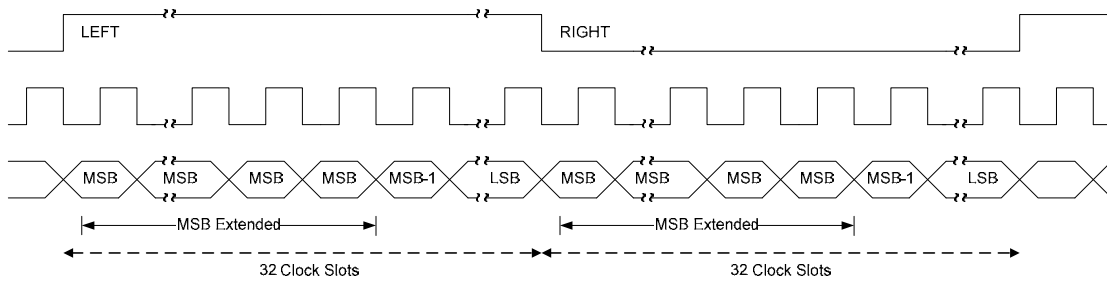 LEFT RIGHT
MSB MSB MSB MSB MSB-1 LSB MSB MSB MSB MSB MSB-1 LSB
MSB Extended MSB Extended
32 Clock Slots 32 Clock Slots